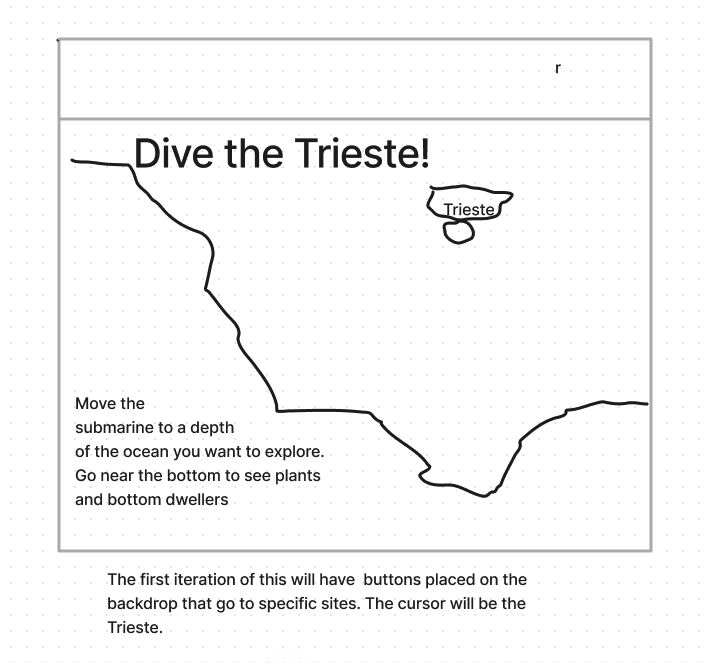 r
Dive the Trieste!
Trieste
Move the
submarine to a depth
of the ocean you want to explore.
Go near the bottom to see plants
and bottom dwellers
The first iteration of this will have  buttons placed on the
backdrop that go to specific sites. The cursor will be the
Trieste.